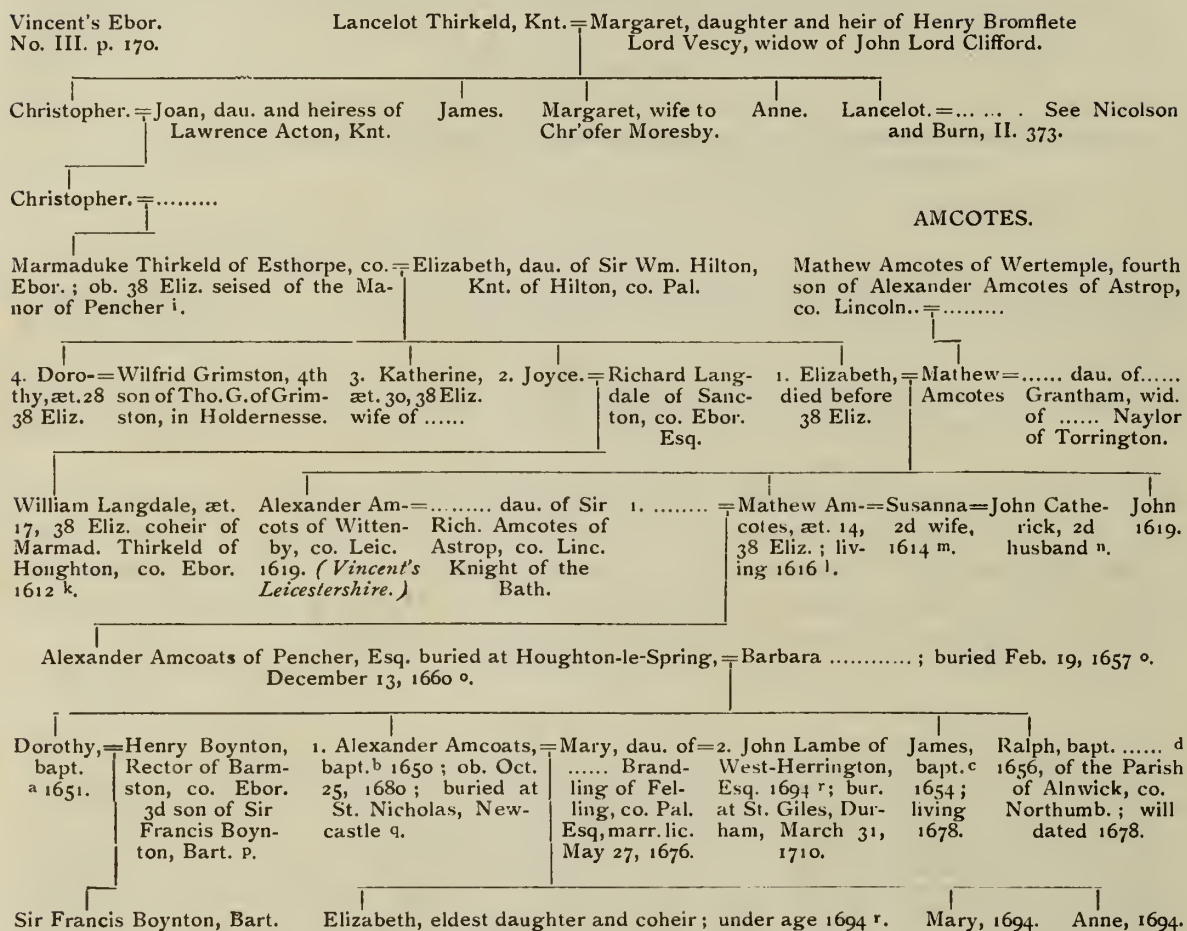 Vincent's Ebor.
No. III. p. 170.
Lancelot Thirkeld, Knt.=Margaret, daughter and heir of Henry Bromflete
Lord Vescy, widow of John Lord Clifford.
Christopher.=Joan, dau. and heiress of
Lawrence Acton, Knt.
James.
Margaret, wife to
Chr'ofer Moresby.
Anne.
Lancelot.=... .. . See Nicolson
and Burn, II. 373.
Christopher.=.........
AMCOTES.
Marmaduke Thirkeld of Esthorpe, co.=Elizabeth, dau. of Sir Wm. Hilton,
Ebor.; ob. 38 Eliz. seised of the Ma-
nor of Pencher i.
Knt. of Hilton, co. Pal.
Mathew Amcotes of Wertemple, fourth
son of Alexander Amcotes of Astrop,
co. Lincoln..=.........
4. Doro-=Wilfrid Grimston, 4th
thy, æt. 28 son of Tho. G. of Grim-
38 Eliz. ston, in Holdernesse.
3. Katherine,
æt. 30, 38 Eliz.
wife of ......
2. Joyce.=Richard Lang-
dale of Sanc-
ton, co. Ebor.
Esq.
1. Elizabeth,=Mathew=...... dau. of......
died before Amcotes Grantham, wid.
38 Eliz. of ...... Naylor
of Torrington.
William Langdale, æt.
17, 38 Eliz. coheir of
Marmad. Thirkeld of
Houghton, co. Ebor.
1612 k.
Alexander Am-=......... dau. of Sir
cots of Witten- Rich. Amcotes of
by, co. Leic. Astrop, co. Linc.
1619. (Vincent's Knight of the
Leicestershire.) Bath.
1. ........ =Mathew Am-=Susanna=John Cathe-
cotes, æt. 14, 2d wife, rick, 2d
38 Eliz.; liv- 1614 m. husband n.
ing 1616 l.
John
1619.
Alexander Amcoats of Pencher, Esq. buried at Houghton-le-Spring,=Barbara ............; buried Feb. 19, 1657 o.
December 13, 1660 o.
Dorothy,=Henry Boynton,
bapt. Rector of Barm-
a 1651. ston, co. Ebor.
3d son of Sir
Francis Boyn-
ton, Bart. p.
1. Alexander Amcoats,=Mary, dau. of=2. John Lambe of
bapt. b 1650; ob. Oct. ...... Brand- West-Herrington,
25, 1680; buried at ling of Fel- Esq. 1694 r; bur.
St. Nicholas, New- ling, co. Pal. at St. Giles, Dur-
castle q. Esq, marr. lic. ham, March 31,
May 27, 1676. 1710.
James,
bapt. c
1654;
living
1678.
Ralph, bapt. ...... d
1656, of the Parish
of Alnwick, co.
Northumb.; will
dated 1678.
Sir Francis Boynton, Bart.
Elizabeth, eldest daughter and coheir; under age 1694 r.
Mary, 1694.
Anne, 1694.